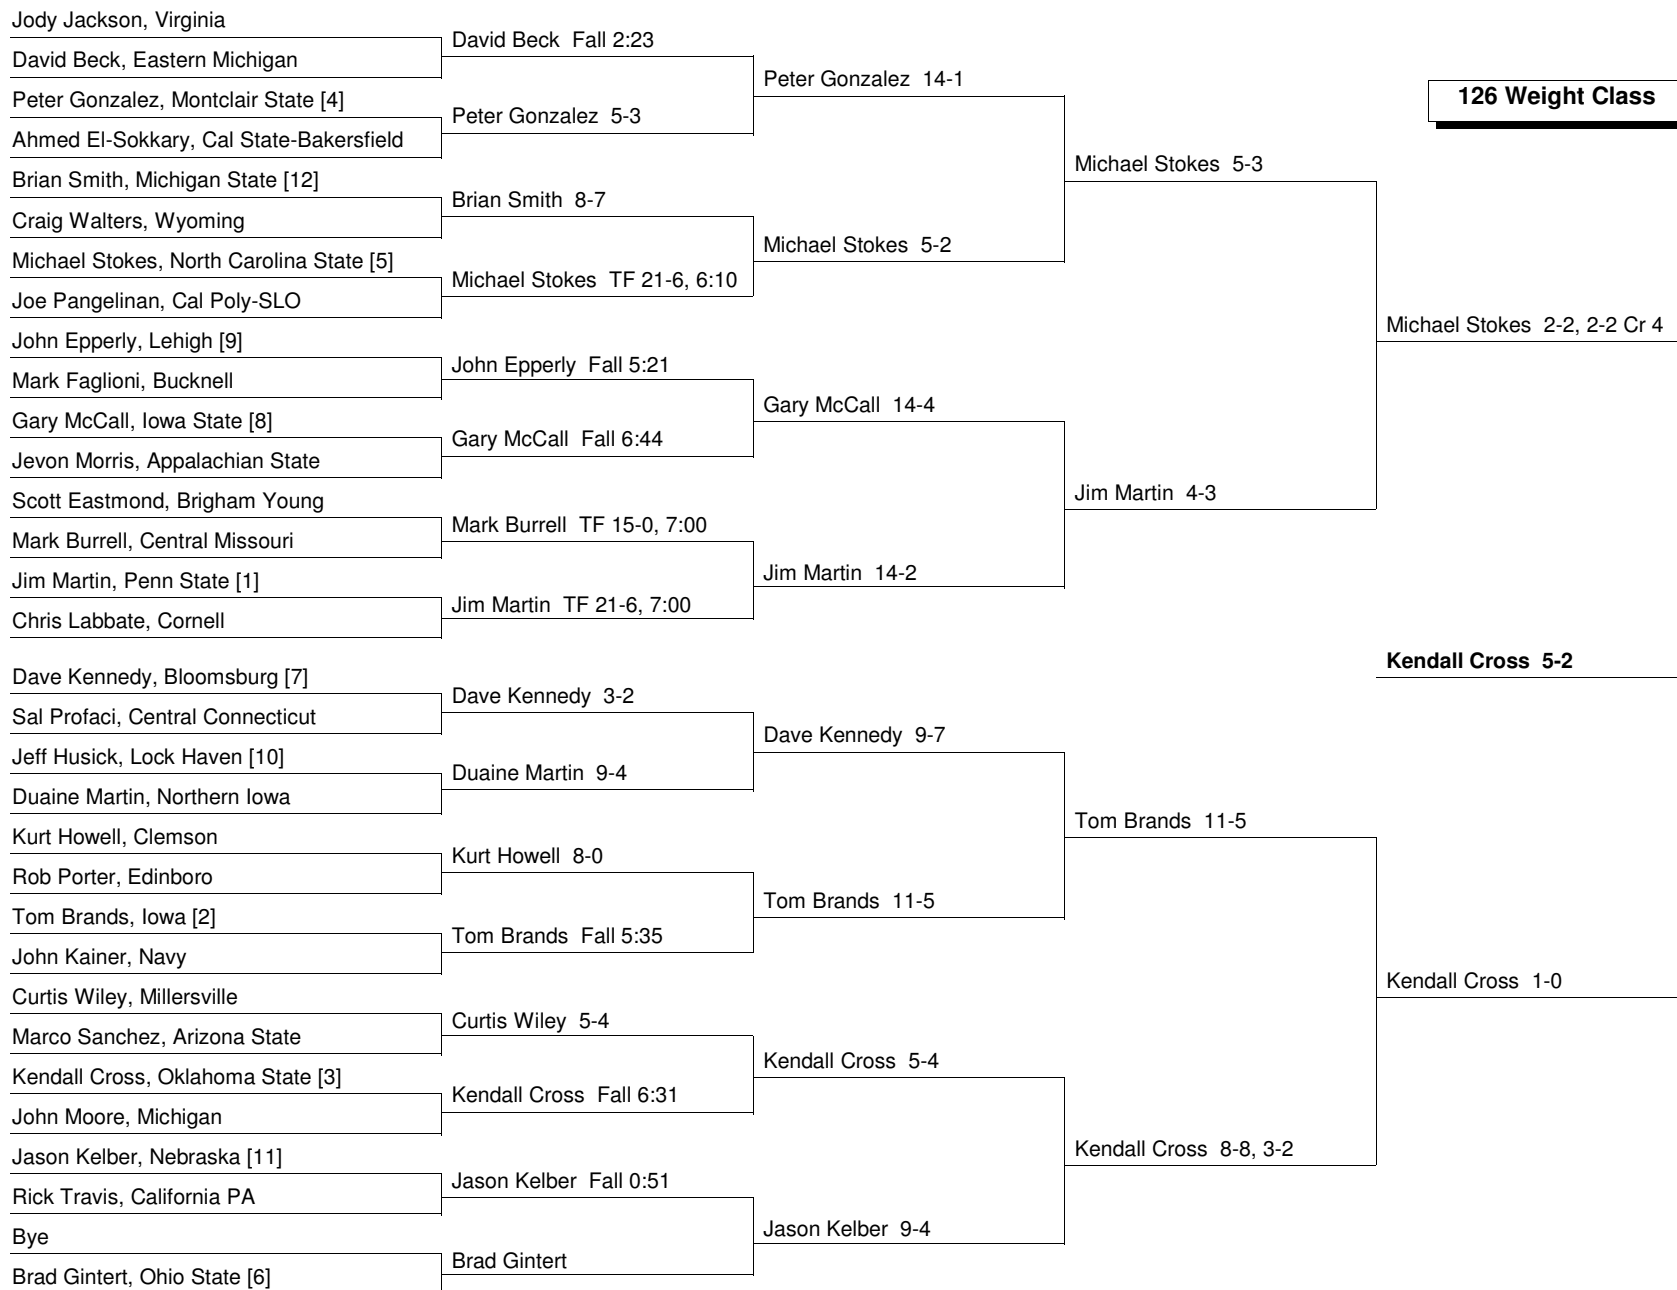 Jody Jackson, Virginia
David Beck, Eastern Michigan
Peter Gonzalez, Montclair State [4]
Ahmed El-Sokkary, Cal State-Bakersfield
Brian Smith, Michigan State [12]
Craig Walters, Wyoming
Michael Stokes, North Carolina State [5]
Joe Pangelinan, Cal Poly-SLO
John Epperly, Lehigh [9]
Mark Faglioni, Bucknell
Gary McCall, Iowa State [8]
Jevon Morris, Appalachian State
Scott Eastmond, Brigham Young
Mark Burrell, Central Missouri
Jim Martin, Penn State [1]
Chris Labbate, Cornell
Dave Kennedy, Bloomsburg [7]
Sal Profaci, Central Connecticut
Jeff Husick, Lock Haven [10]
Duaine Martin, Northern Iowa
Kurt Howell, Clemson
Rob Porter, Edinboro
Tom Brands, Iowa [2]
John Kainer, Navy
Curtis Wiley, Millersville
Marco Sanchez, Arizona State
Kendall Cross, Oklahoma State [3]
John Moore, Michigan
Jason Kelber, Nebraska [11]
Rick Travis, California PA
Bye
Brad Gintert, Ohio State [6]
David Beck Fall 2:23
Peter Gonzalez 5-3
Brian Smith 8-7
Michael Stokes TF 21-6, 6:10
John Epperly Fall 5:21
Gary McCall Fall 6:44
Mark Burrell TF 15-0, 7:00
Jim Martin TF 21-6, 7:00
Dave Kennedy 3-2
Duaine Martin 9-4
Kurt Howell 8-0
Tom Brands Fall 5:35
Curtis Wiley 5-4
Kendall Cross Fall 6:31
Jason Kelber Fall 0:51
Brad Gintert
Peter Gonzalez 14-1
Michael Stokes 5-2
Gary McCall 14-4
Jim Martin 14-2
Dave Kennedy 9-7
Tom Brands 11-5
Kendall Cross 5-4
Jason Kelber 9-4
Michael Stokes 5-3
Jim Martin 4-3
Tom Brands 11-5
Kendall Cross 8-8, 3-2
126 Weight Class
Michael Stokes 2-2, 2-2 Cr 4
Kendall Cross 5-2
Kendall Cross 1-0